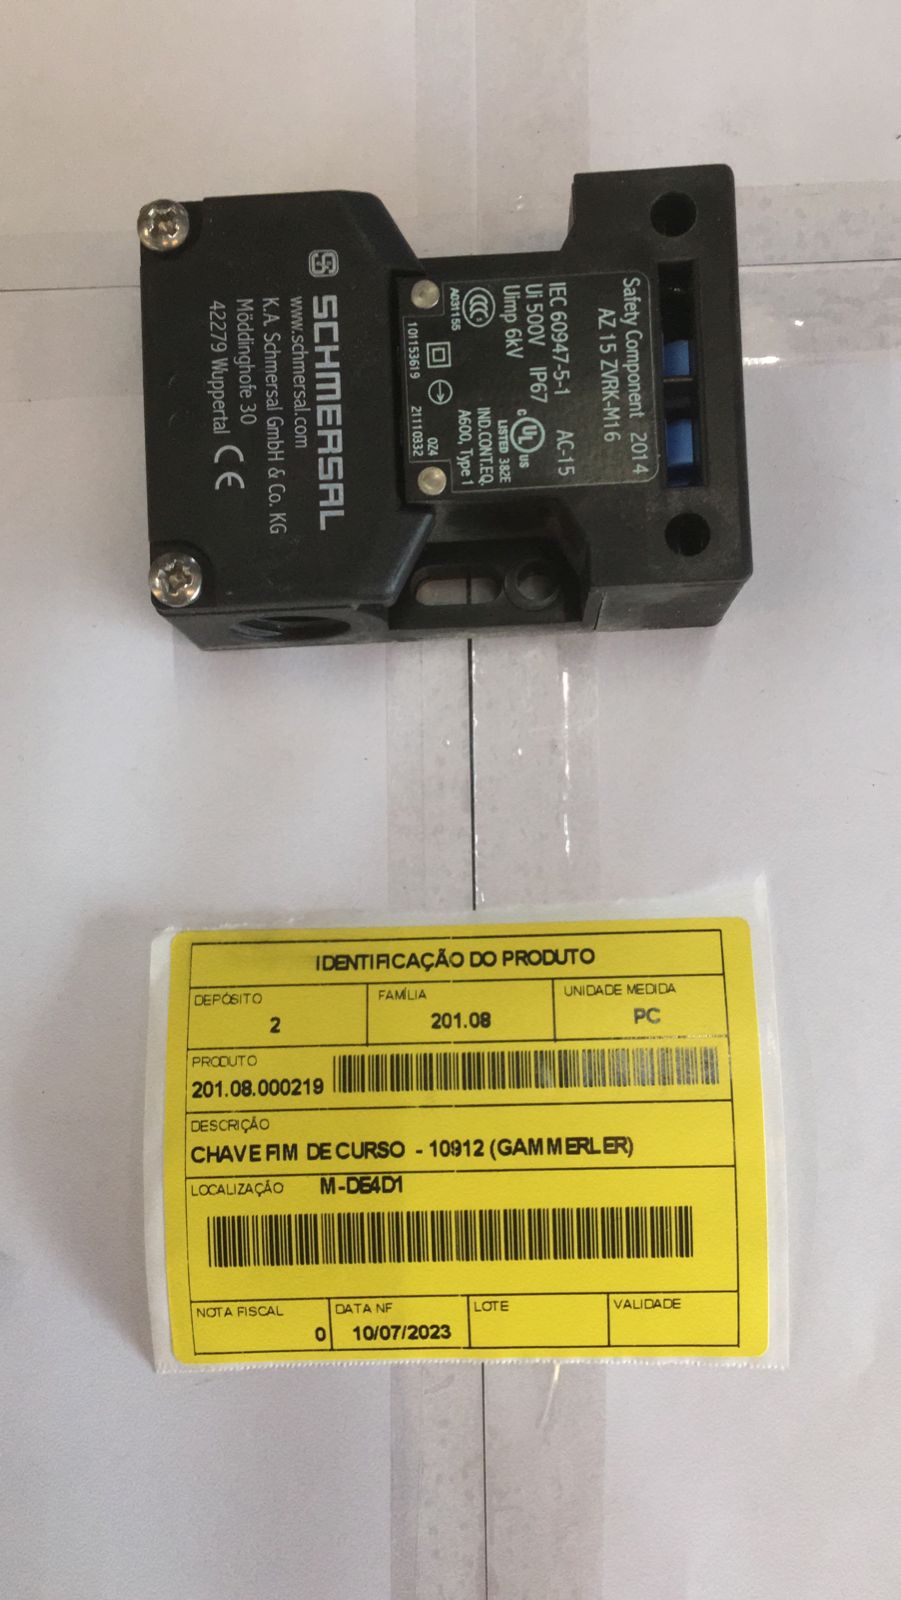 SCHMERSAL
www.schmersal.com
K.A. Schmersal GmbH & Co. KG
Möddinghofe 30
42279 Wuppertal CE
Safety Component 2014
AZ 15 ZVRK-M16
IEC 60947-5-1 AC-15
Ui 500V IP67
Uimp 6kV
CCC
A031155
c UL us
LISTED 382E
IND.CONT.EQ.
A600, Type 1
0Z4
101153619 21110332
IDENTIFICAÇÃO DO PRODUTO
DEPÓSITO FAMÍLIA UNIDADE MEDIDA
2 201.08 PC
PRODUTO
201.08.000219
DESCRIÇÃO
CHAVE FIM DE CURSO - 10912 (GAMMERLER)
LOCALIZAÇÃO M-DE4D1
NOTA FISCAL DATA NF LOTE VALIDADE
0 10/07/2023